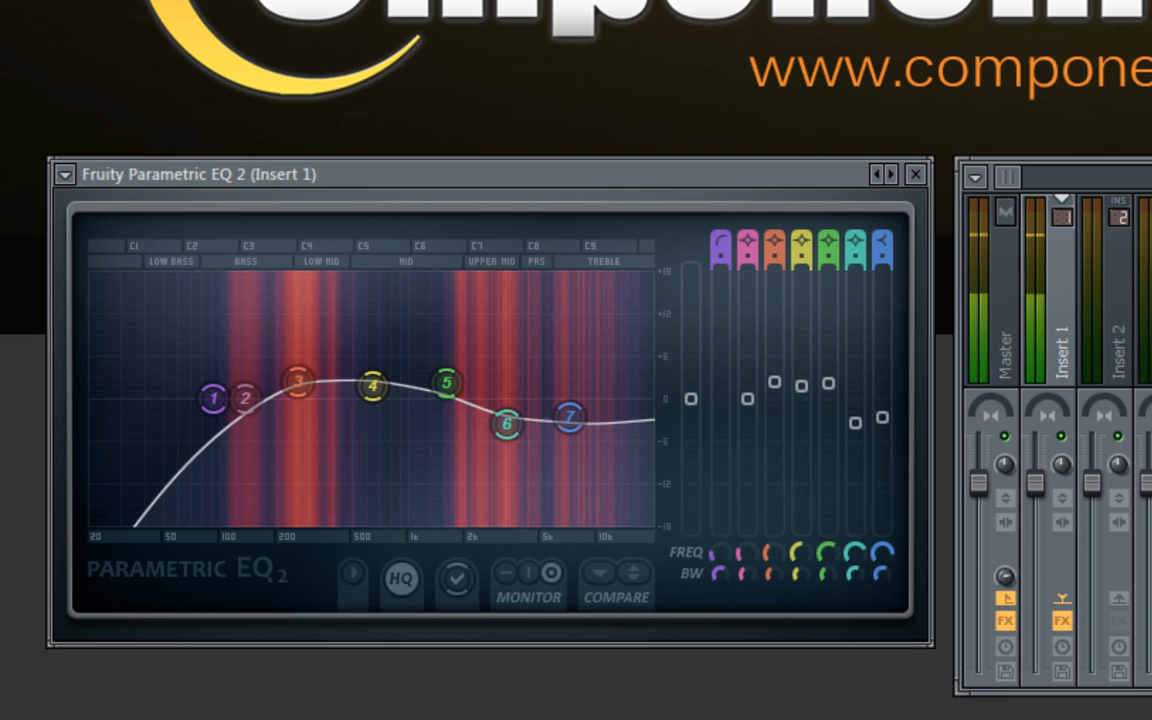 www.compone
Fruity Parametric EQ 2 (Insert 1)
C1 C2 C3 C4 C5 C6 C7 C8 C9
LOW BASS BASS LOW MID MID UPPER MID PRS TREBLE
+18
+12
+6
0
-6
-12
-18
1 2 3 4 5 6 7
20 50 100 200 500 1k 2k 5k 10k
FREQ
BW
PARAMETRIC EQ2
HQ
MONITOR
COMPARE
M
INS
1
2
Master
Insert 1
Insert 2
FX
FX